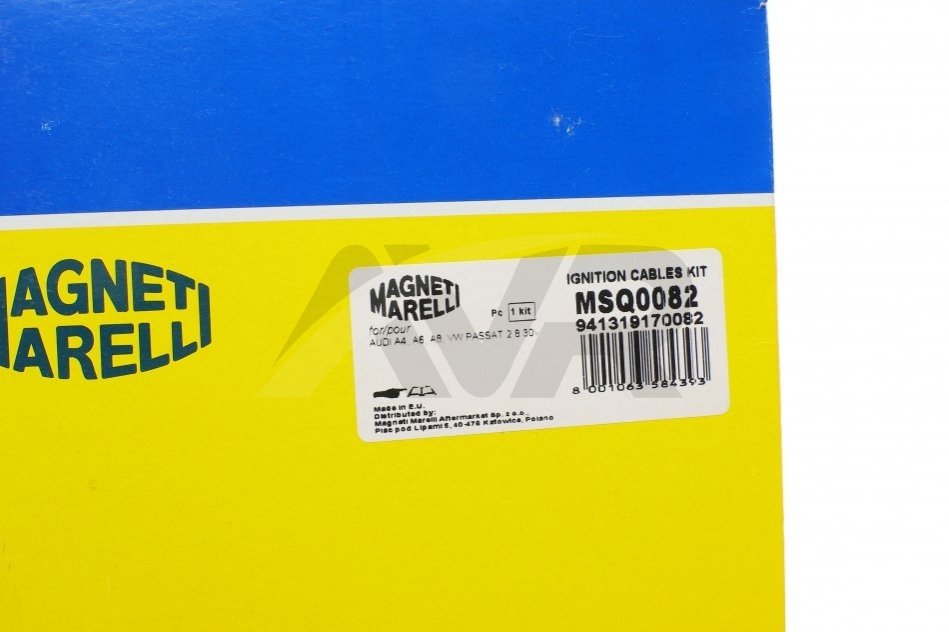 MAGNETI
MARELLI
AVR
MAGNETI
MARELLI
Pc 1 kit
for/pour
AUDI A4, A6, A8, VW PASSAT 2.8 30v
IGNITION CABLES KIT
MSQ0082
941319170082
8 001063 584393
Made in E.U.
Distributed by:
Magneti Marelli Aftermarket Sp. z o.o.,
Plac pod Lipami 5, 40-476 Katowice, Poland